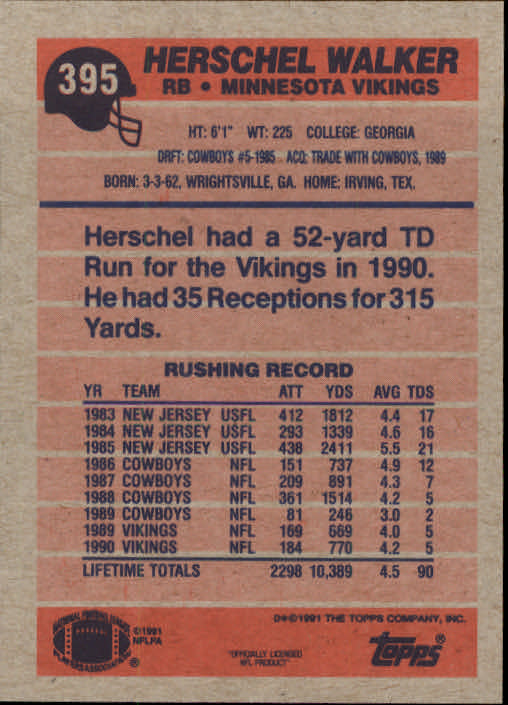 395
HERSCHEL WALKER
RB • MINNESOTA VIKINGS
HT: 6'1" WT: 225 COLLEGE: GEORGIA
DRFT: COWBOYS #5-1985 ACQ: TRADE WITH COWBOYS, 1989
BORN: 3-3-62, WRIGHTSVILLE, GA. HOME: IRVING, TEX.
Herschel had a 52-yard TD
Run for the Vikings in 1990.
He had 35 Receptions for 315
Yards.
RUSHING RECORD
YR TEAM ATT YDS AVG TDS
1983 NEW JERSEY USFL 412 1812 4.4 17
1984 NEW JERSEY USFL 293 1339 4.6 16
1985 NEW JERSEY USFL 438 2411 5.5 21
1986 COWBOYS NFL 151 737 4.9 12
1987 COWBOYS NFL 209 891 4.3 7
1988 COWBOYS NFL 361 1514 4.2 5
1989 COWBOYS NFL 81 246 3.0 2
1989 VIKINGS NFL 169 669 4.0 5
1990 VIKINGS NFL 184 770 4.2 5
LIFETIME TOTALS 2298 10,389 4.5 90
NATIONAL FOOTBALL LEAGUE
PLAYERS ASSOCIATION
®
©1991
NFLPA
"OFFICIALLY LICENSED
NFL PRODUCT"
D*©1991 THE TOPPS COMPANY, INC.
topps®